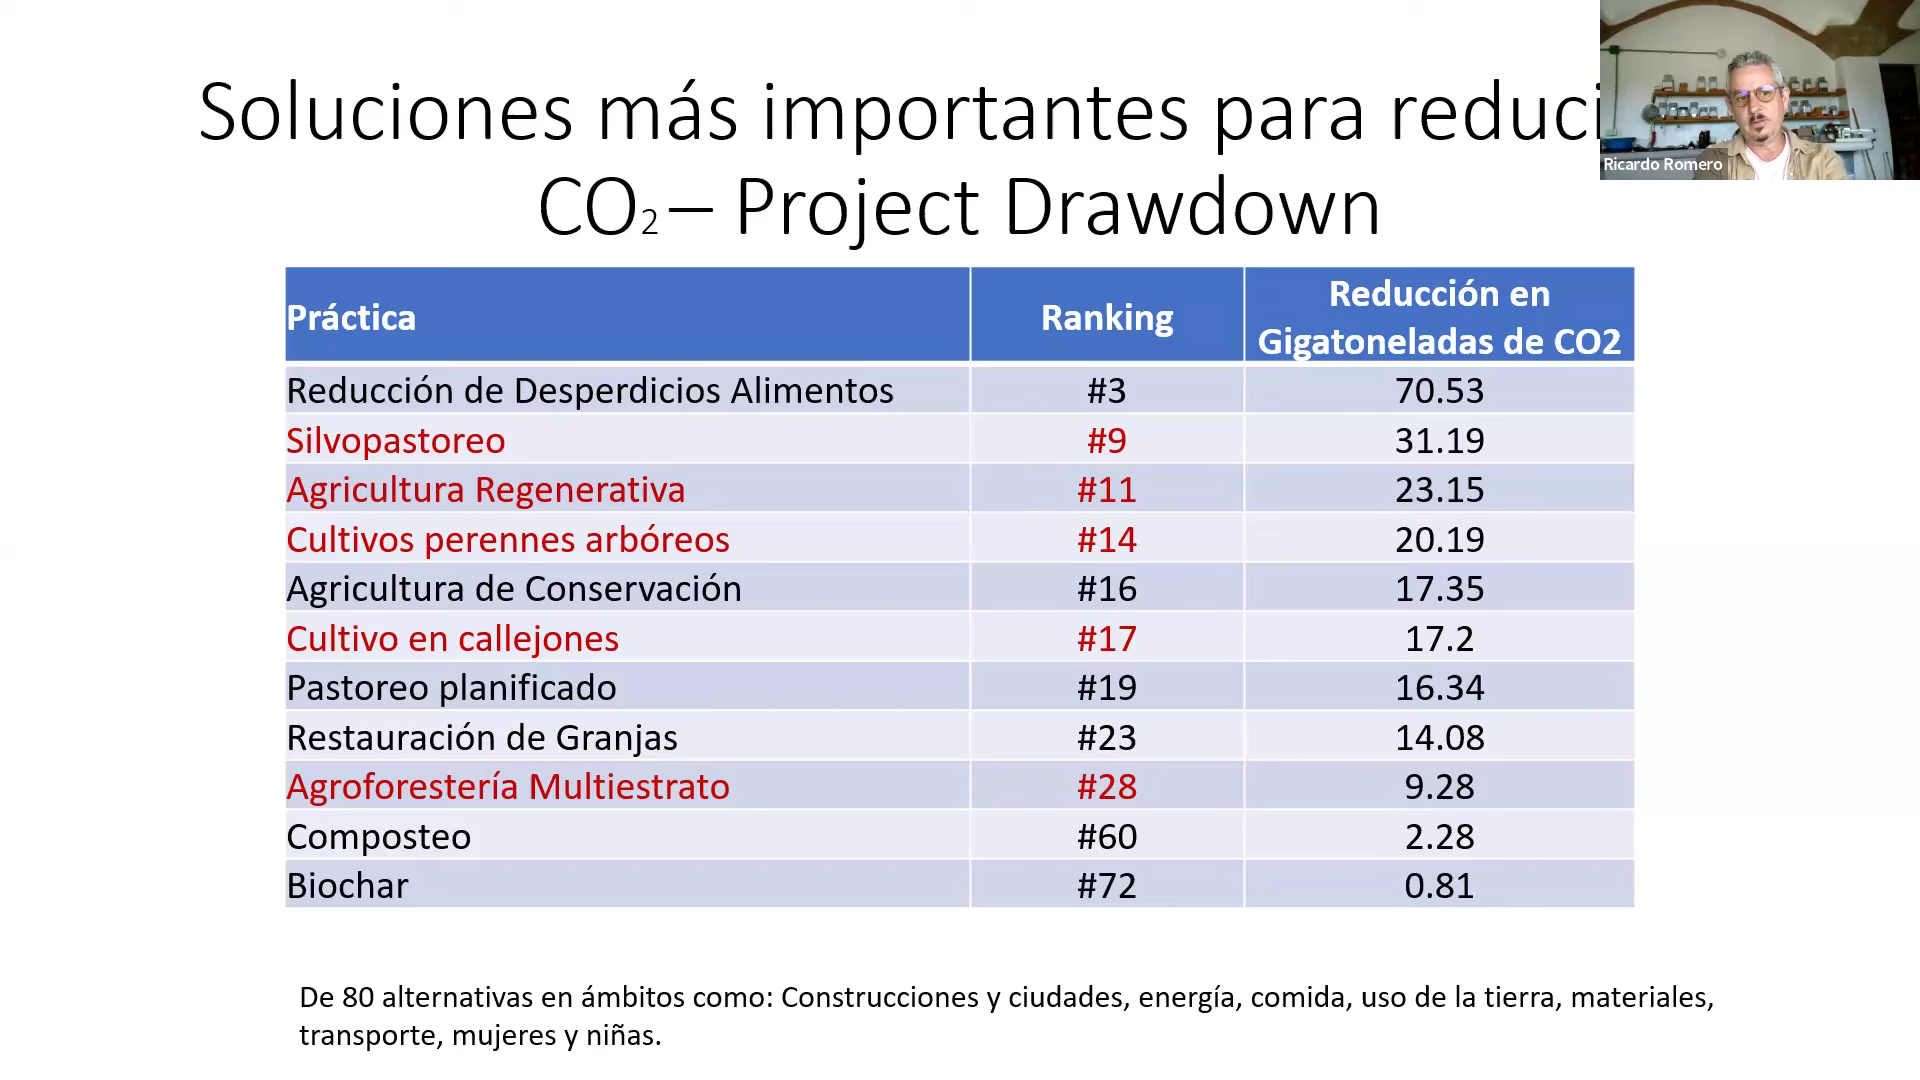 Soluciones más importantes para reduci
CO2 – Project Drawdown
Ricardo Romero
Práctica Ranking Reducción en Gigatoneladas de CO2
Reducción de Desperdicios Alimentos #3 70.53
Silvopastoreo #9 31.19
Agricultura Regenerativa #11 23.15
Cultivos perennes arbóreos #14 20.19
Agricultura de Conservación #16 17.35
Cultivo en callejones #17 17.2
Pastoreo planificado #19 16.34
Restauración de Granjas #23 14.08
Agroforestería Multiestrato #28 9.28
Composteo #60 2.28
Biochar #72 0.81
De 80 alternativas en ámbitos como: Construcciones y ciudades, energía, comida, uso de la tierra, materiales,
transporte, mujeres y niñas.